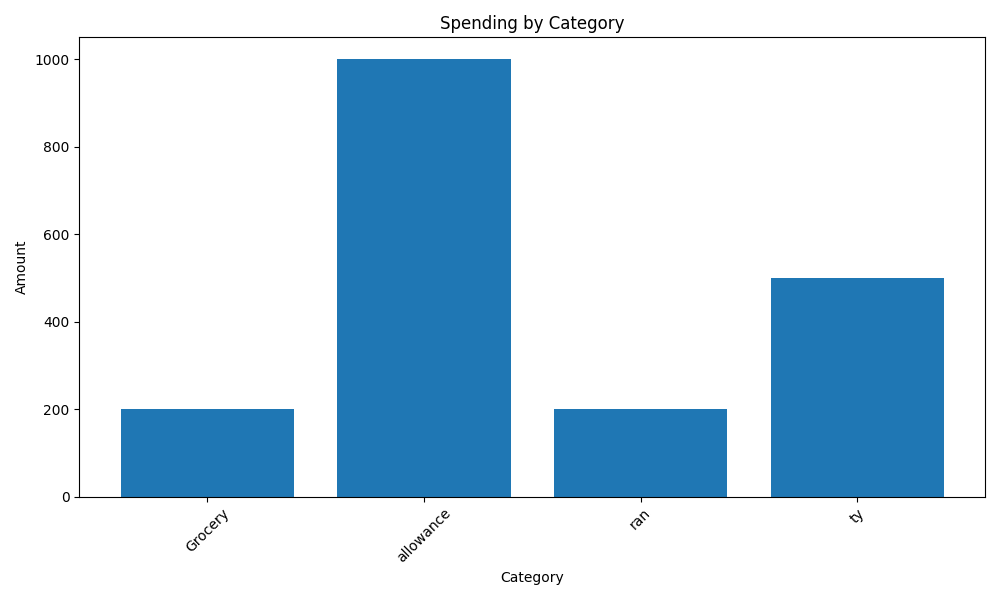 Spending by Category
1000
800
600
400
200
0
Amount
Grocery
allowance
ran
ty
Category